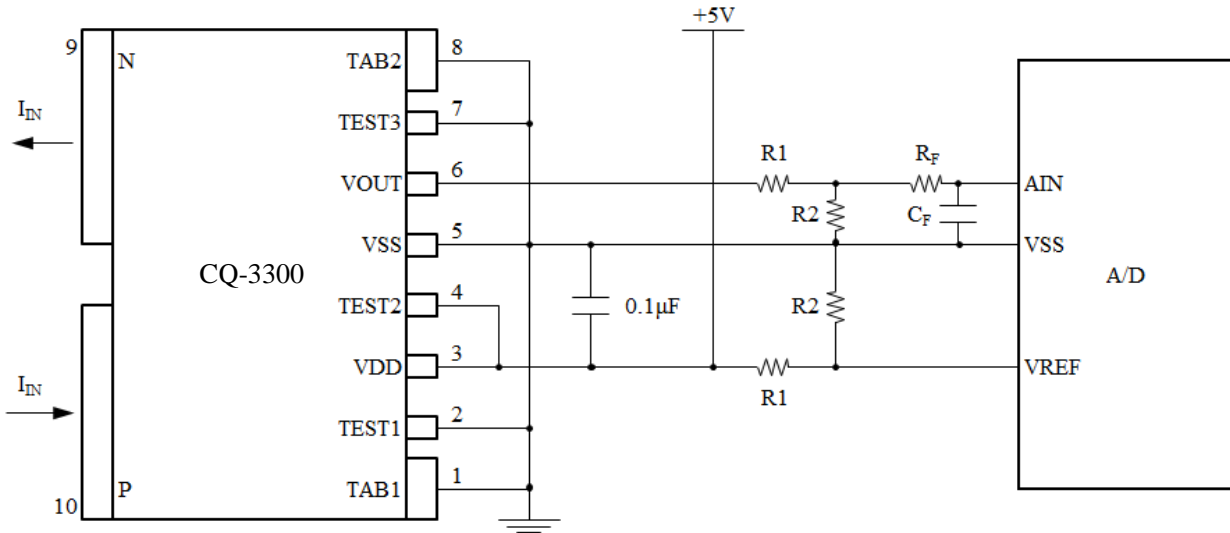 +5V
9
N
TAB2
8
I_IN
TEST3
7
VOUT
6
R1
R_F
AIN
R2
C_F
VSS
5
VSS
CQ-3300
A/D
TEST2
4
0.1µF
R2
VDD
3
VREF
I_IN
R1
TEST1
2
10
P
TAB1
1